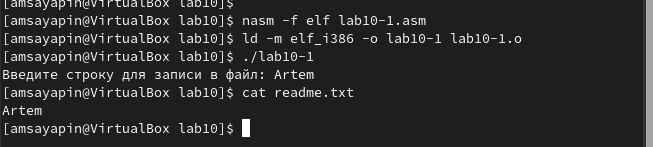 [amsayapin@VirtualBox lab10]$ nasm -f elf lab10-1.asm
[amsayapin@VirtualBox lab10]$ ld -m elf_i386 -o lab10-1 lab10-1.o
[amsayapin@VirtualBox lab10]$ ./lab10-1
Введите строку для записи в файл: Artem
[amsayapin@VirtualBox lab10]$ cat readme.txt
Artem
[amsayapin@VirtualBox lab10]$